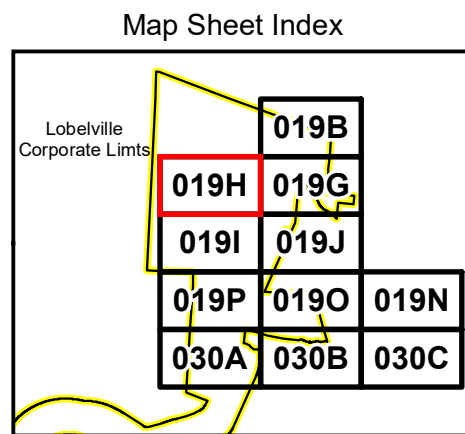 Map Sheet Index
Lobelville
Corporate Limts
019B
019H 019G
019I 019J
019P 019O 019N
030A 030B 030C